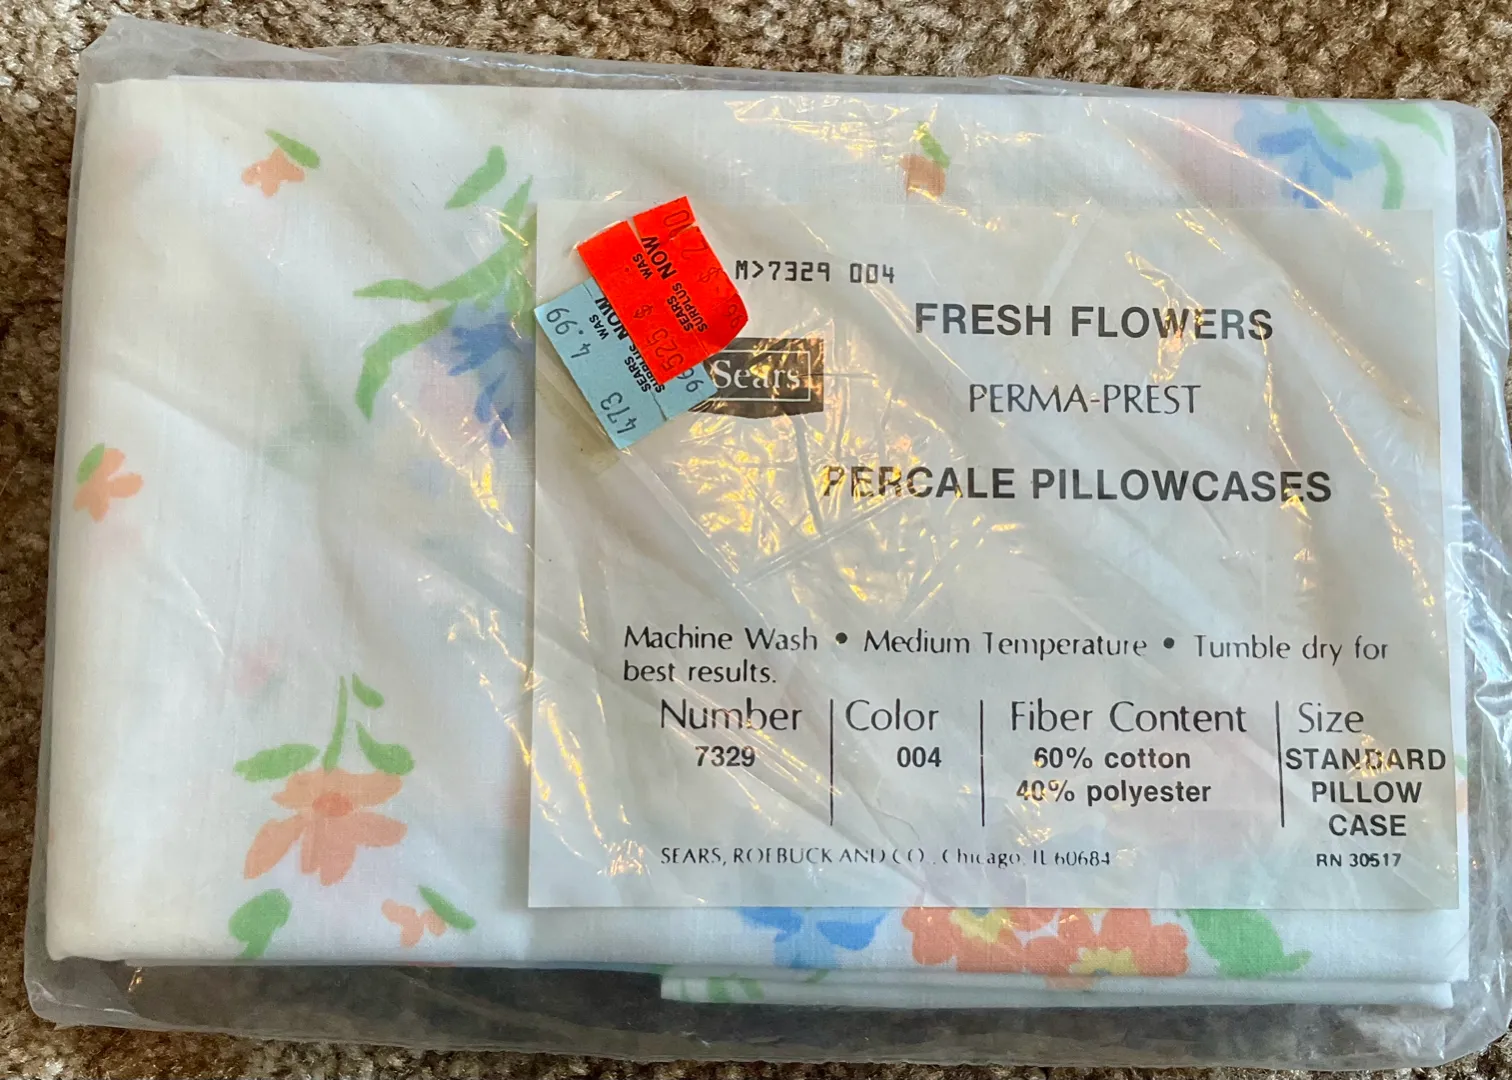 M>7329 004
FRESH FLOWERS
Sears
PERMA-PREST
PERCALE PILLOWCASES
SEARS
WAS
SURPLUS NOW
SEARS
WAS 4.99
SURPLUS NOW
473
Machine Wash • Medium Temperature • Tumble dry for
best results.
Number Color Fiber Content Size
7329 004 60% cotton STANDARD
40% polyester PILLOW
CASE
SEARS, ROEBUCK AND CO., Chicago, IL 60684 RN 30517